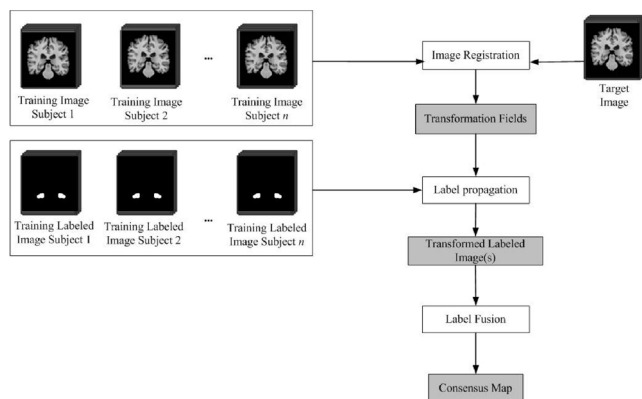 Training Image
Subject 1
Training Image
Subject 2
...
Training Image
Subject n
Image Registration
Target
Image
Transformation Fields
Training Labeled
Image Subject 1
Training Labeled
Image Subject 2
...
Training Labeled
Image Subject n
Label propagation
Transformed Labeled
Image(s)
Label Fusion
Consensus Map